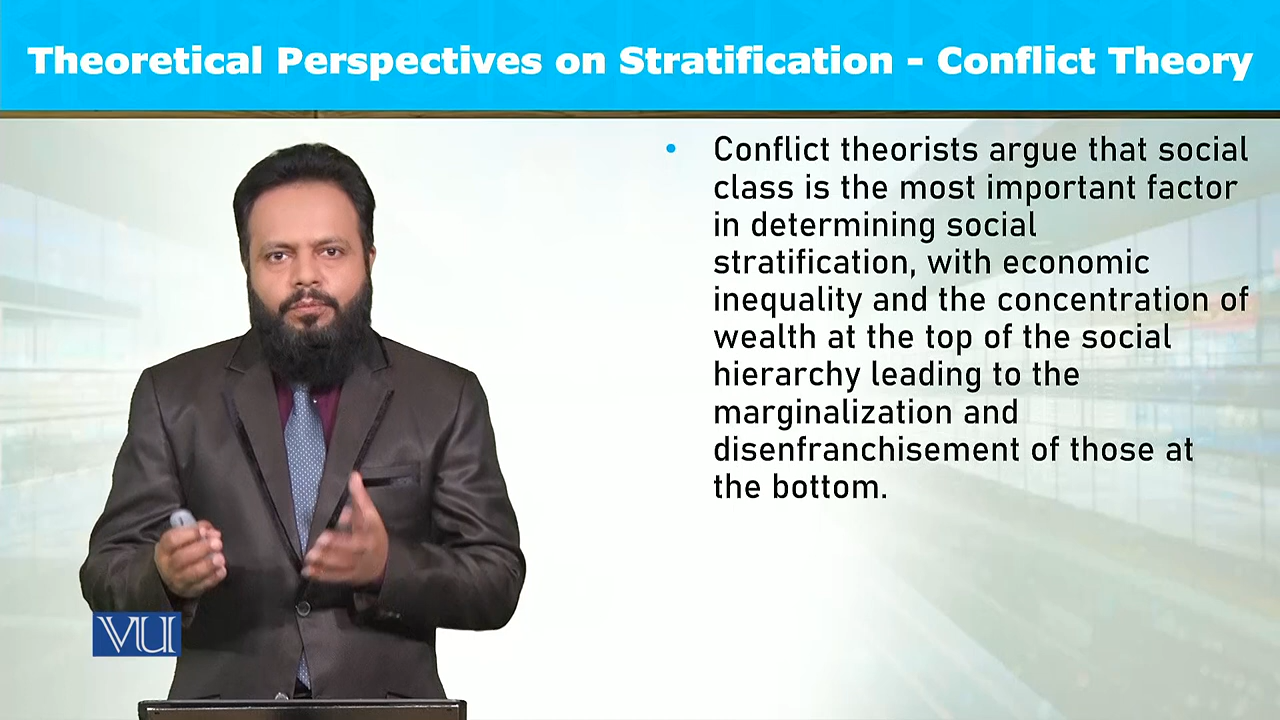 Theoretical Perspectives on Stratification - Conflict Theory
• Conflict theorists argue that social
class is the most important factor
in determining social
stratification, with economic
inequality and the concentration of
wealth at the top of the social
hierarchy leading to the
marginalization and
disenfranchisement of those at
the bottom.
VU